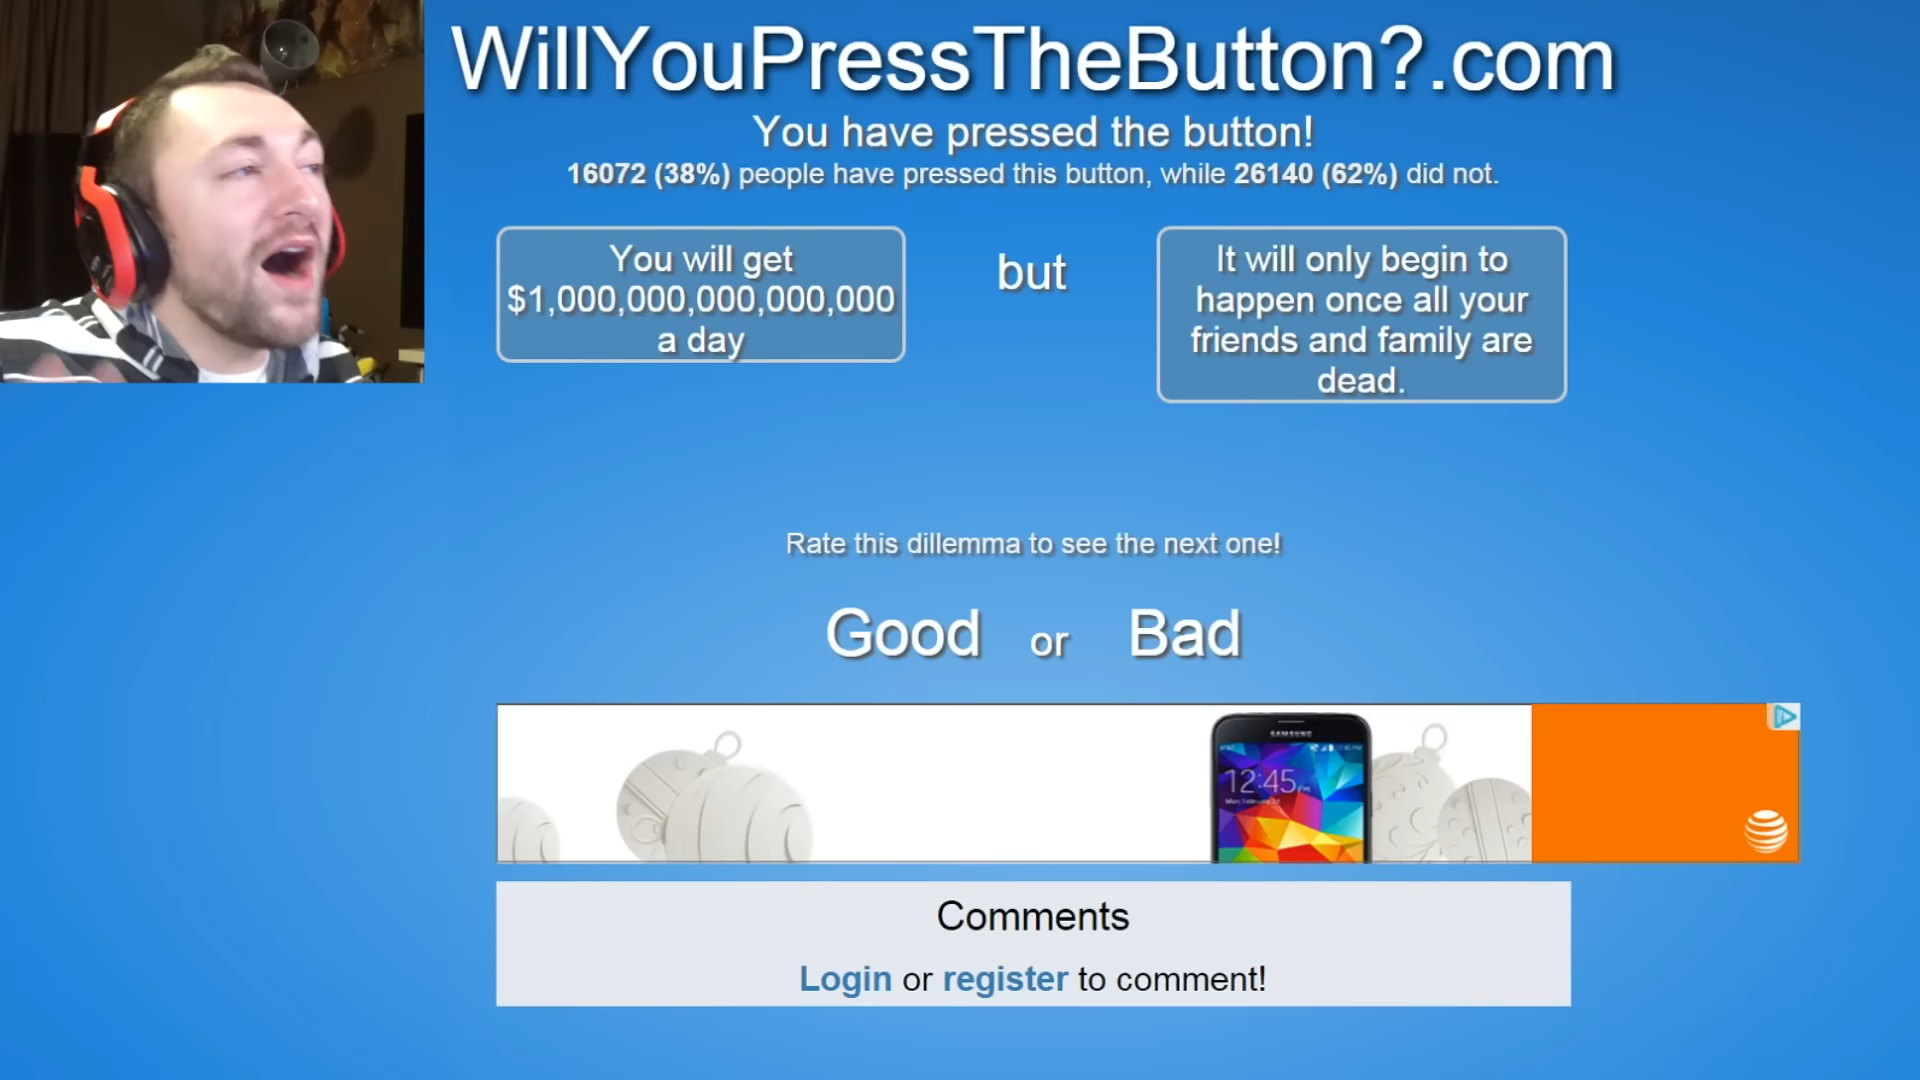 WillYouPressTheButton?.com
You have pressed the button!
16072 (38%) people have pressed this button, while 26140 (62%) did not.
You will get
$1,000,000,000,000,000
a day
but
It will only begin to
happen once all your
friends and family are
dead.
Rate this dillemma to see the next one!
Good or Bad
SAMSUNG
12:45
Comments
Login or register to comment!